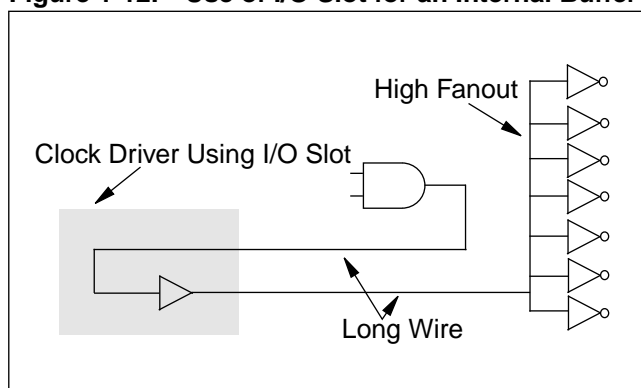 Figure 1-12. Use of I/O Slot for an Internal Buffer
High Fanout
Clock Driver Using I/O Slot
Long Wire